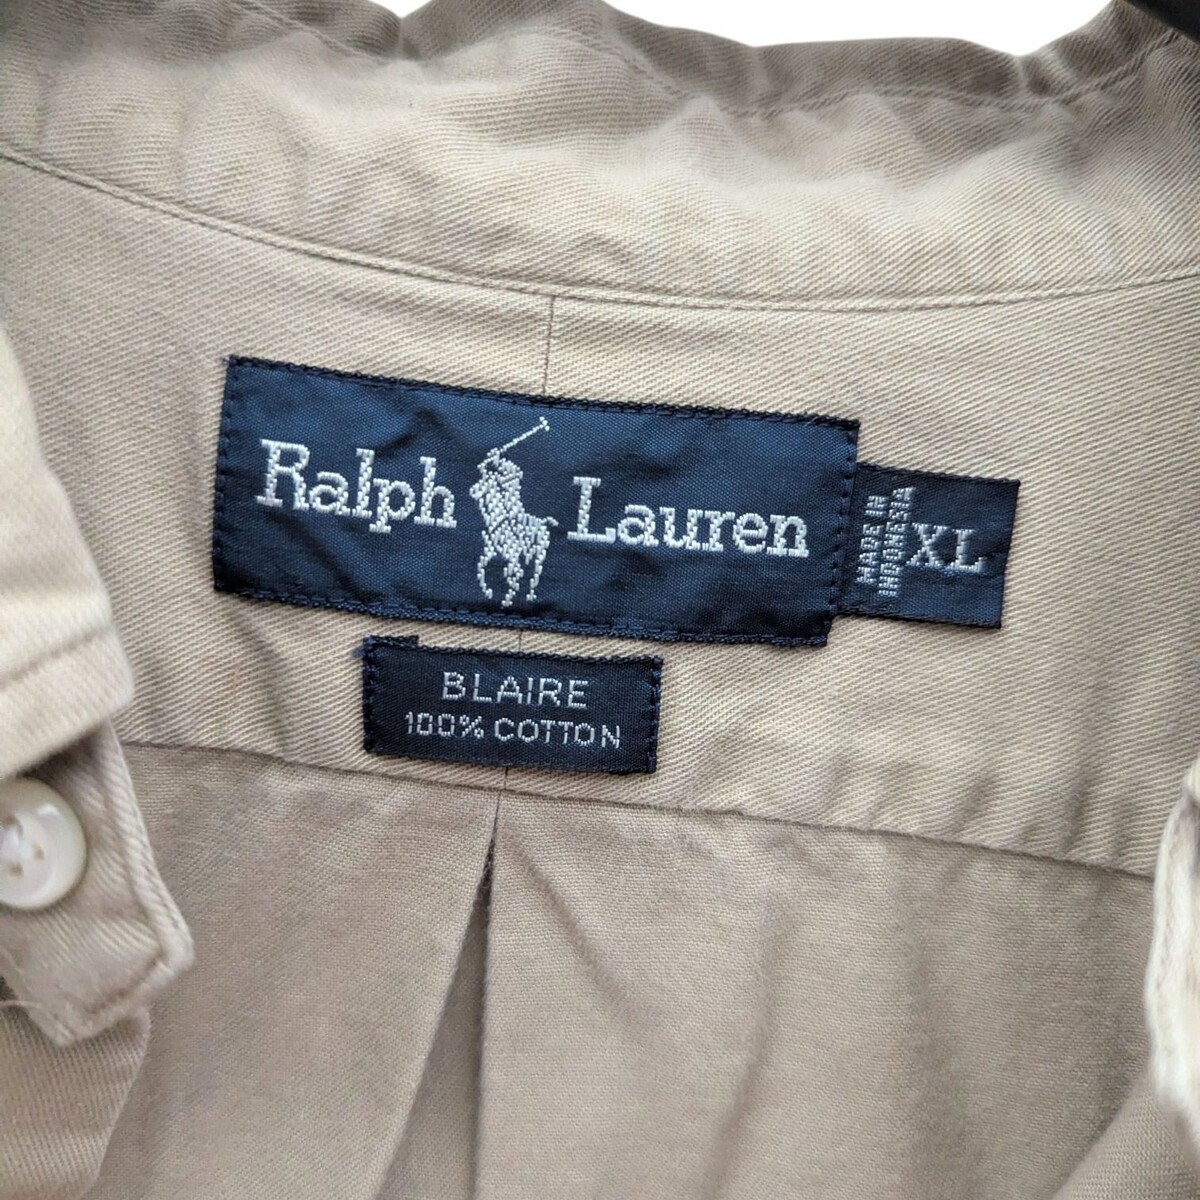 Ralph Lauren
MADE IN
INDONESIA
XL
BLAIRE
100% COTTON